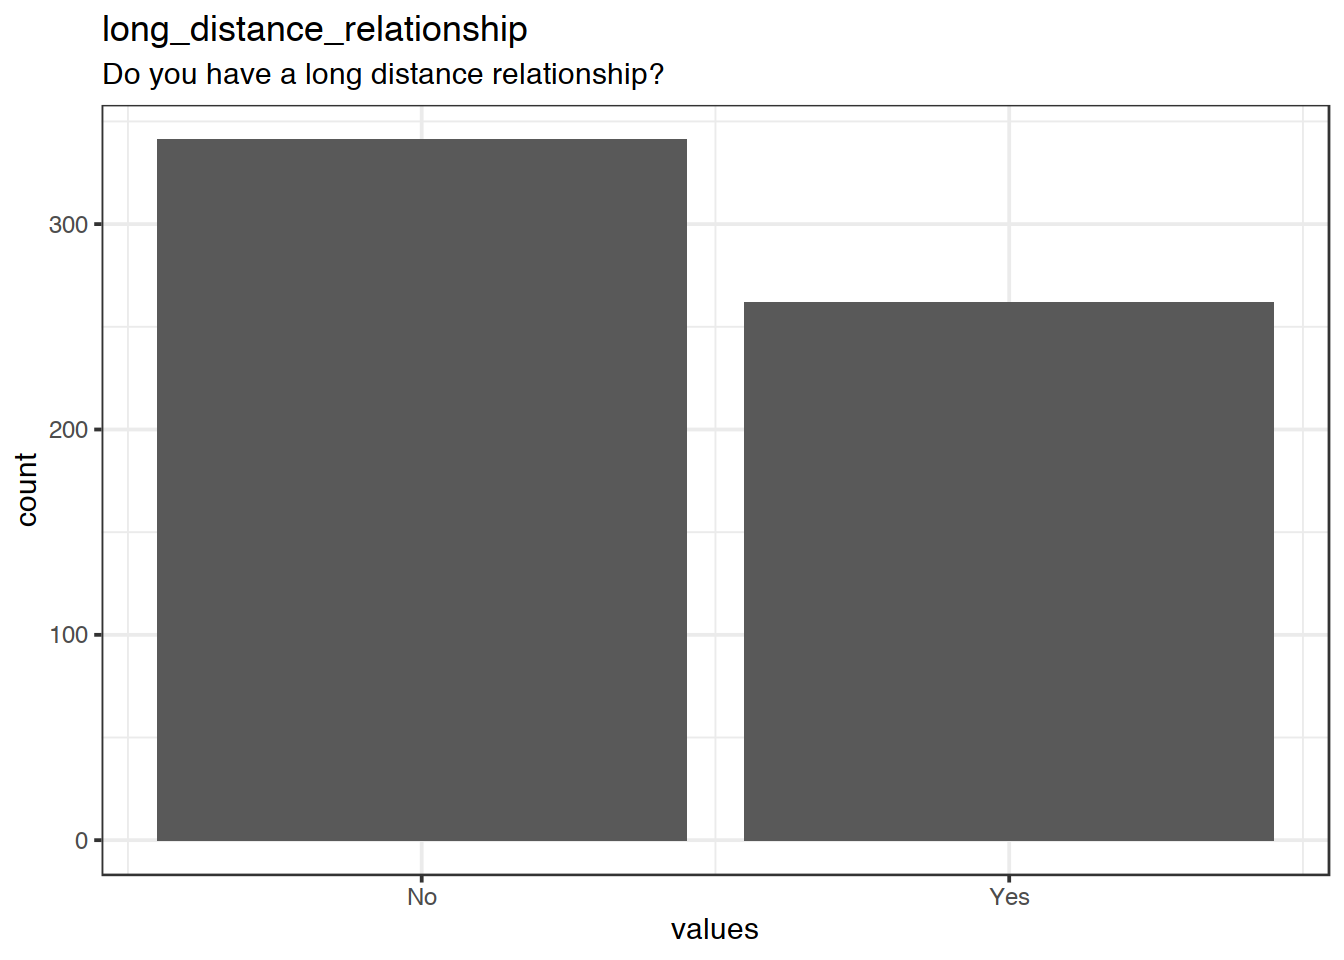 long_distance_relationship
Do you have a long distance relationship?
300
200
100
0
count
No
Yes
values